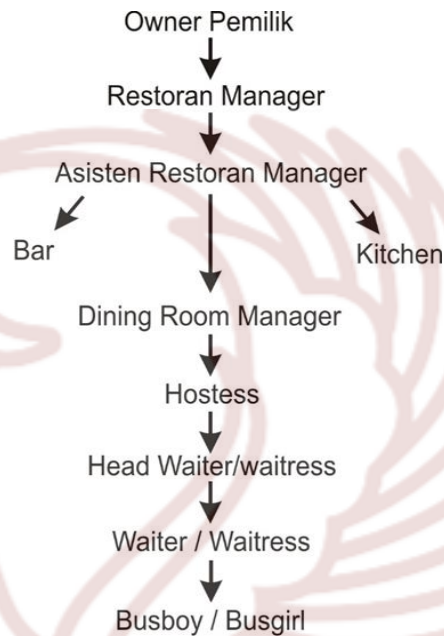 Owner Pemilik
Restoran Manager
Asisten Restoran Manager
Bar
Kitchen
Dining Room Manager
Hostess
Head Waiter/waitress
Waiter / Waitress
Busboy / Busgirl